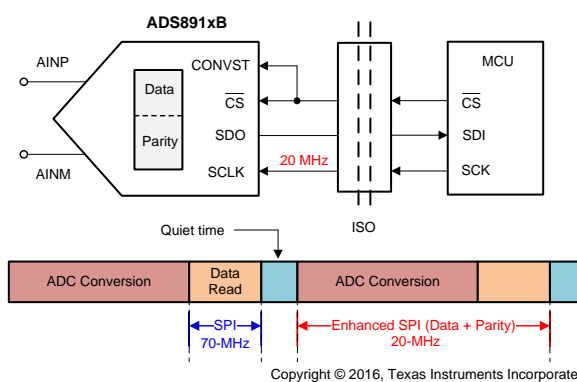 ADS891xB
AINP
AINM
Data
Parity
CONVST
CS
SDO
SCLK
20 MHz
ISO
MCU
CS
SDI
SCK
Quiet time
ADC Conversion
Data
Read
ADC Conversion
SPI
70-MHz
Enhanced SPI (Data + Parity)
20-MHz
Copyright © 2016, Texas Instruments Incorporate